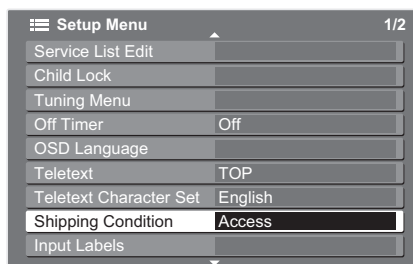 Setup Menu 1/2
Service List Edit
Child Lock
Tuning Menu
Off Timer Off
OSD Language
Teletext TOP
Teletext Character Set English
Shipping Condition Access
Input Labels